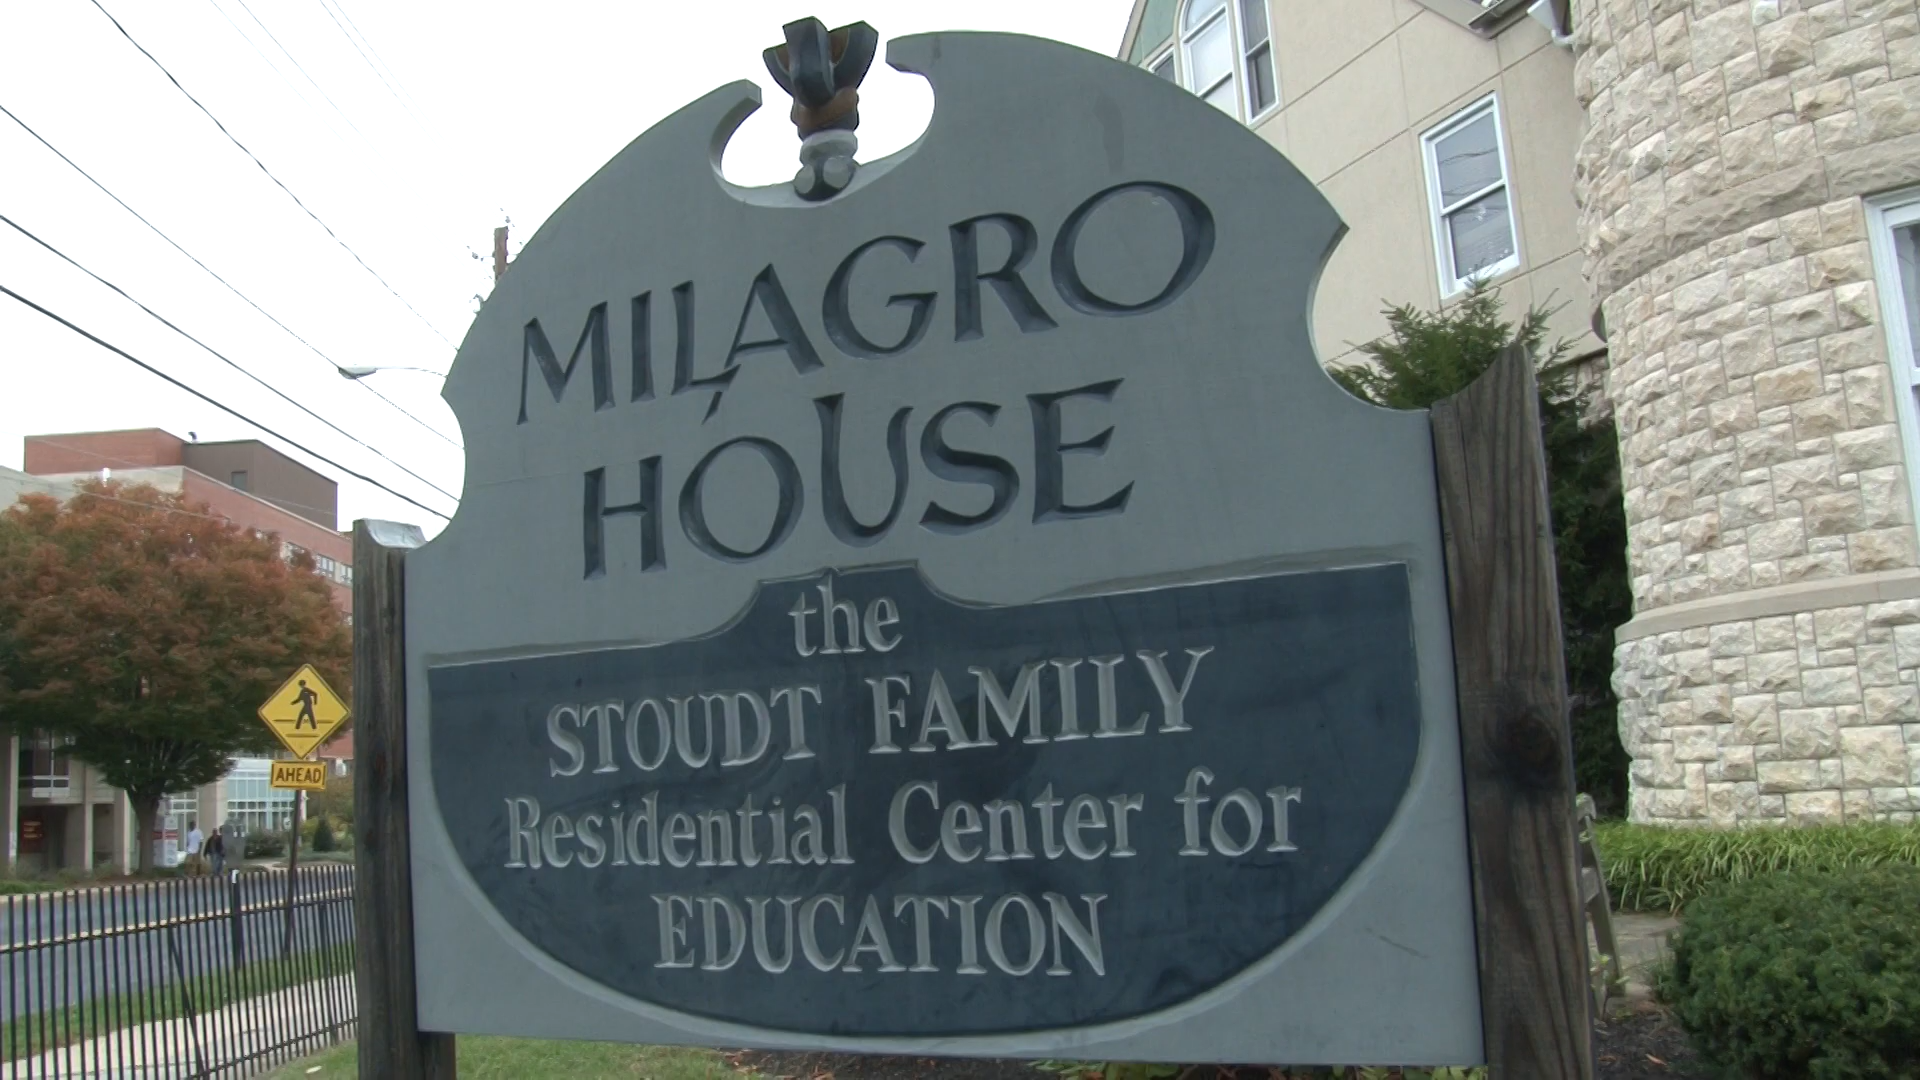 MILAGRO
HOUSE
the
STOUDT FAMILY
Residential Center for
EDUCATION
AHEAD